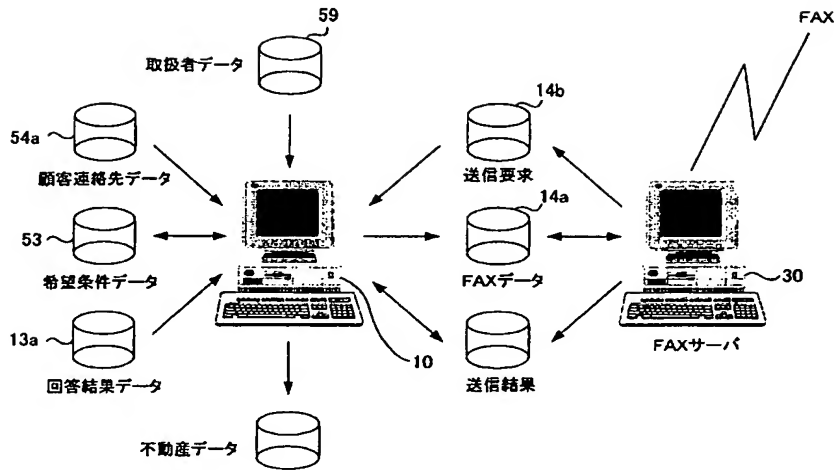 59
FAX
取扱者データ
54a
14b
顧客連絡先データ
送信要求
53
14a
希望条件データ
FAXデータ
30
13a
10
FAXサーバ
回答結果データ
送信結果
不動産データ